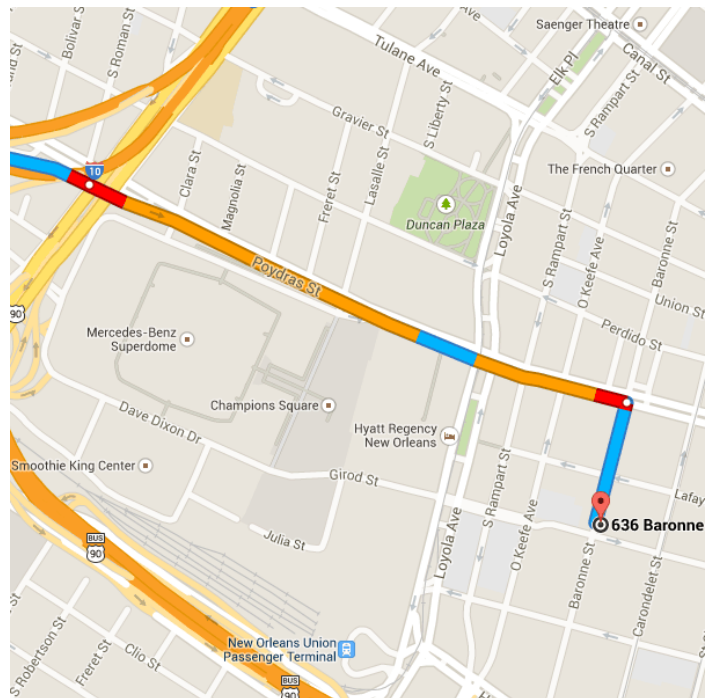 Saenger Theatre
Bolivar St
S Roman St
Tulane Ave
Elk Pl
Canal St
Gravier St
S Liberty St
S Rampart St
10
The French Quarter
Clara St
Magnolia St
Freret St
Lasalle St
Duncan Plaza
Loyola Ave
S Rampart St
O Keefe Ave
Baronne St
Union St
Poydras St
90
Perdido St
Mercedes-Benz
Superdome
Champions Square
Dave Dixon Dr
Hyatt Regency
New Orleans
Smoothie King Center
Girod St
S Rampart St
Lafay
636 Baronne
Julia St
BUS
90
Loyola Ave
O Keefe Ave
Baronne St
Carondelet St
New Orleans Union
Passenger Terminal
S Robertson St
Freret St
Clio St
BUS
90